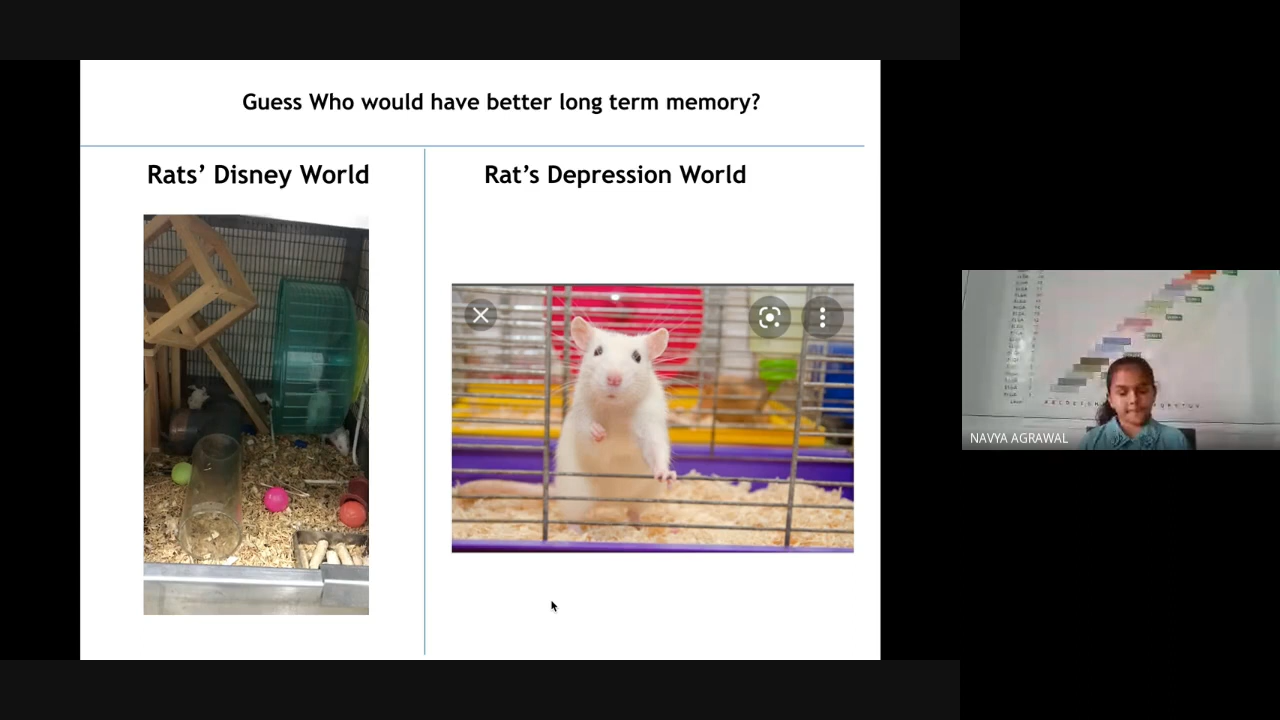 Guess Who would have better long term memory?
Rats’ Disney World
Rat’s Depression World
NAVYA AGRAWAL